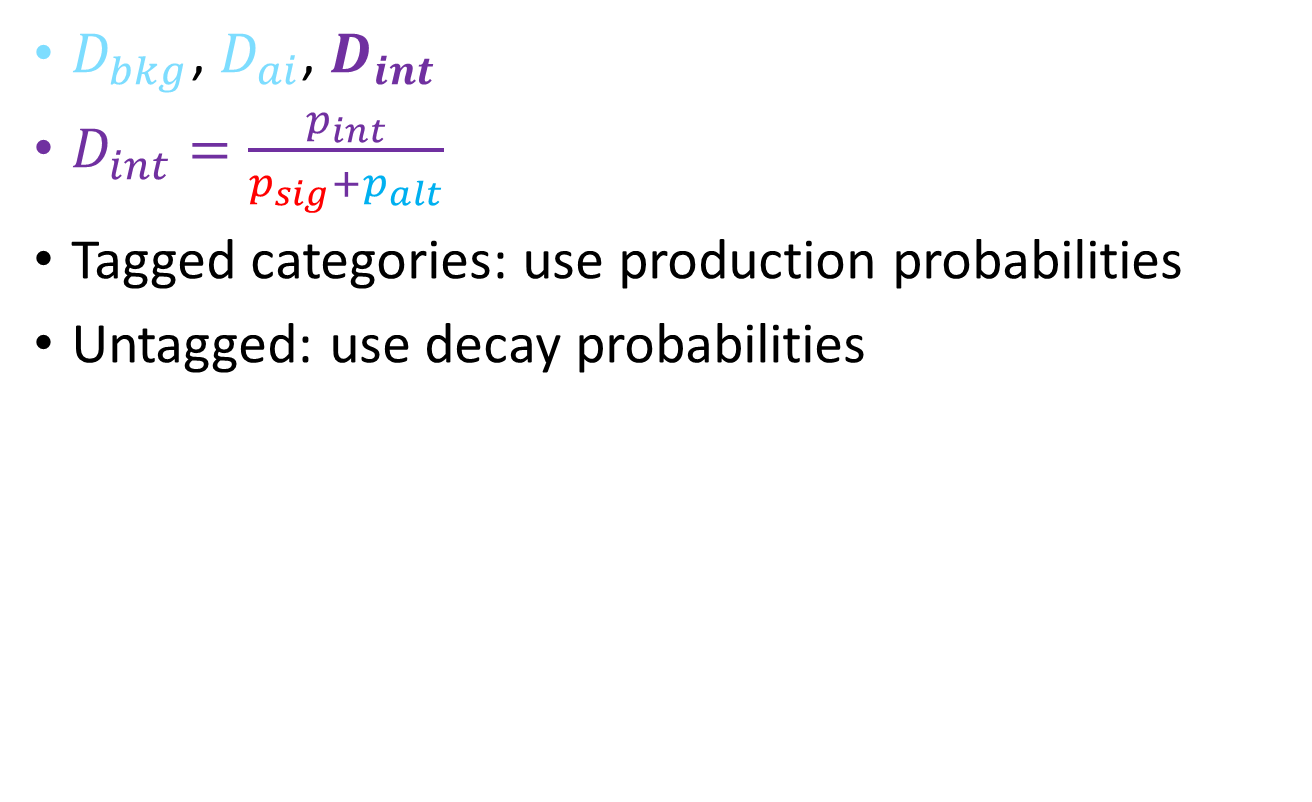 • D_bkg, D_ai, D_int
• D_int = p_int / (p_sig+p_alt)
• Tagged categories: use production probabilities
• Untagged: use decay probabilities